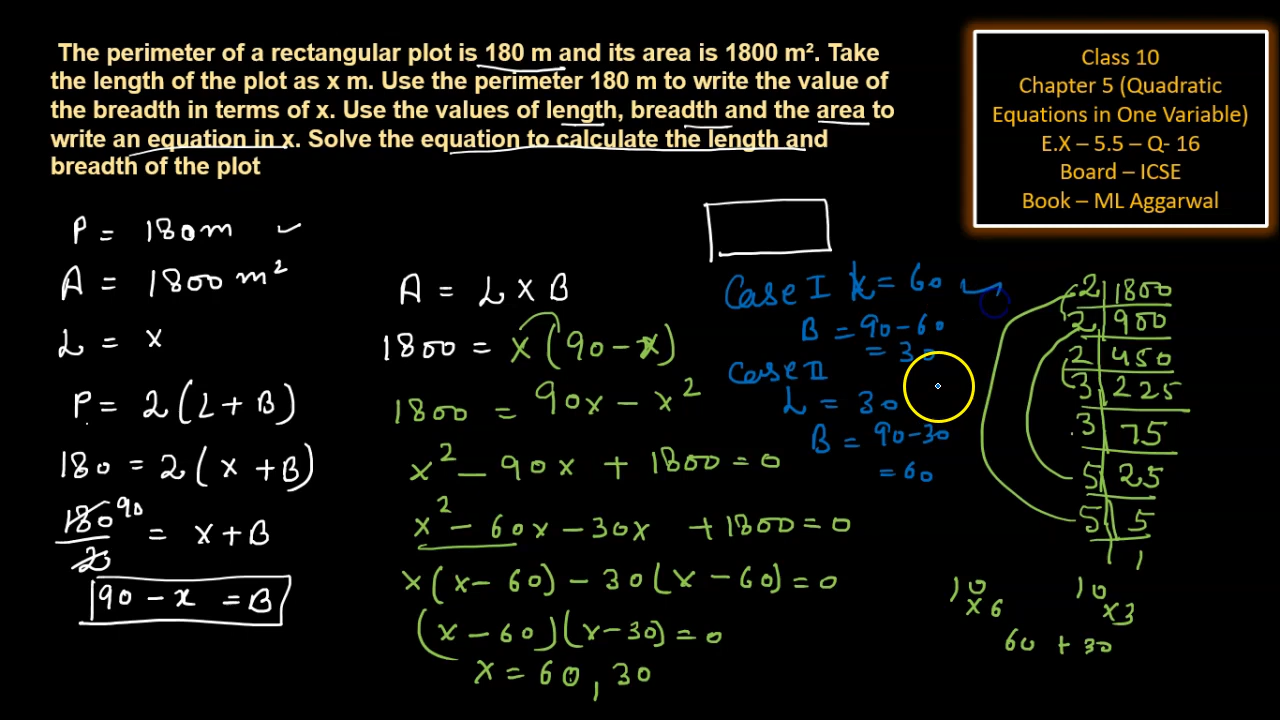 The perimeter of a rectangular plot is 180 m and its area is 1800 m². Take
the length of the plot as x m. Use the perimeter 180 m to write the value of
the breadth in terms of x. Use the values of length, breadth and the area to
write an equation in x. Solve the equation to calculate the length and
breadth of the plot
Class 10
Chapter 5 (Quadratic
Equations in One Variable)
E.X – 5.5 – Q- 16
Board – ICSE
Book – ML Aggarwal
P = 180m
A = 1800 m²
L = x
P = 2(L+B)
180 = 2(x+B)
180/2 90 = x+B
90 - x = B
A = L X B
1800 = x(90-x)
1800 = 90x - x²
x² - 90x + 1800 = 0
x² - 60x - 30x + 1800 = 0
x(x-60) - 30(x-60) = 0
(x-60)(x-30) = 0
x = 60, 30
Case I x = 60
B = 90-60
= 30
Case II
L = 30
B = 90-30
= 60
2 1800
2 900
2 450
3 225
3 75
5 25
5 5
1
10 10
x6 x3
60 + 30